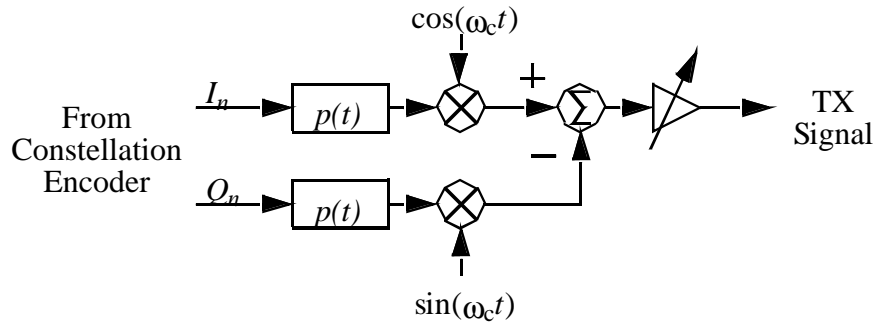 cos(ωct)
In
p(t)
+
Σ
TX
Signal
From
Constellation
Encoder
−
Qn
p(t)
sin(ωct)